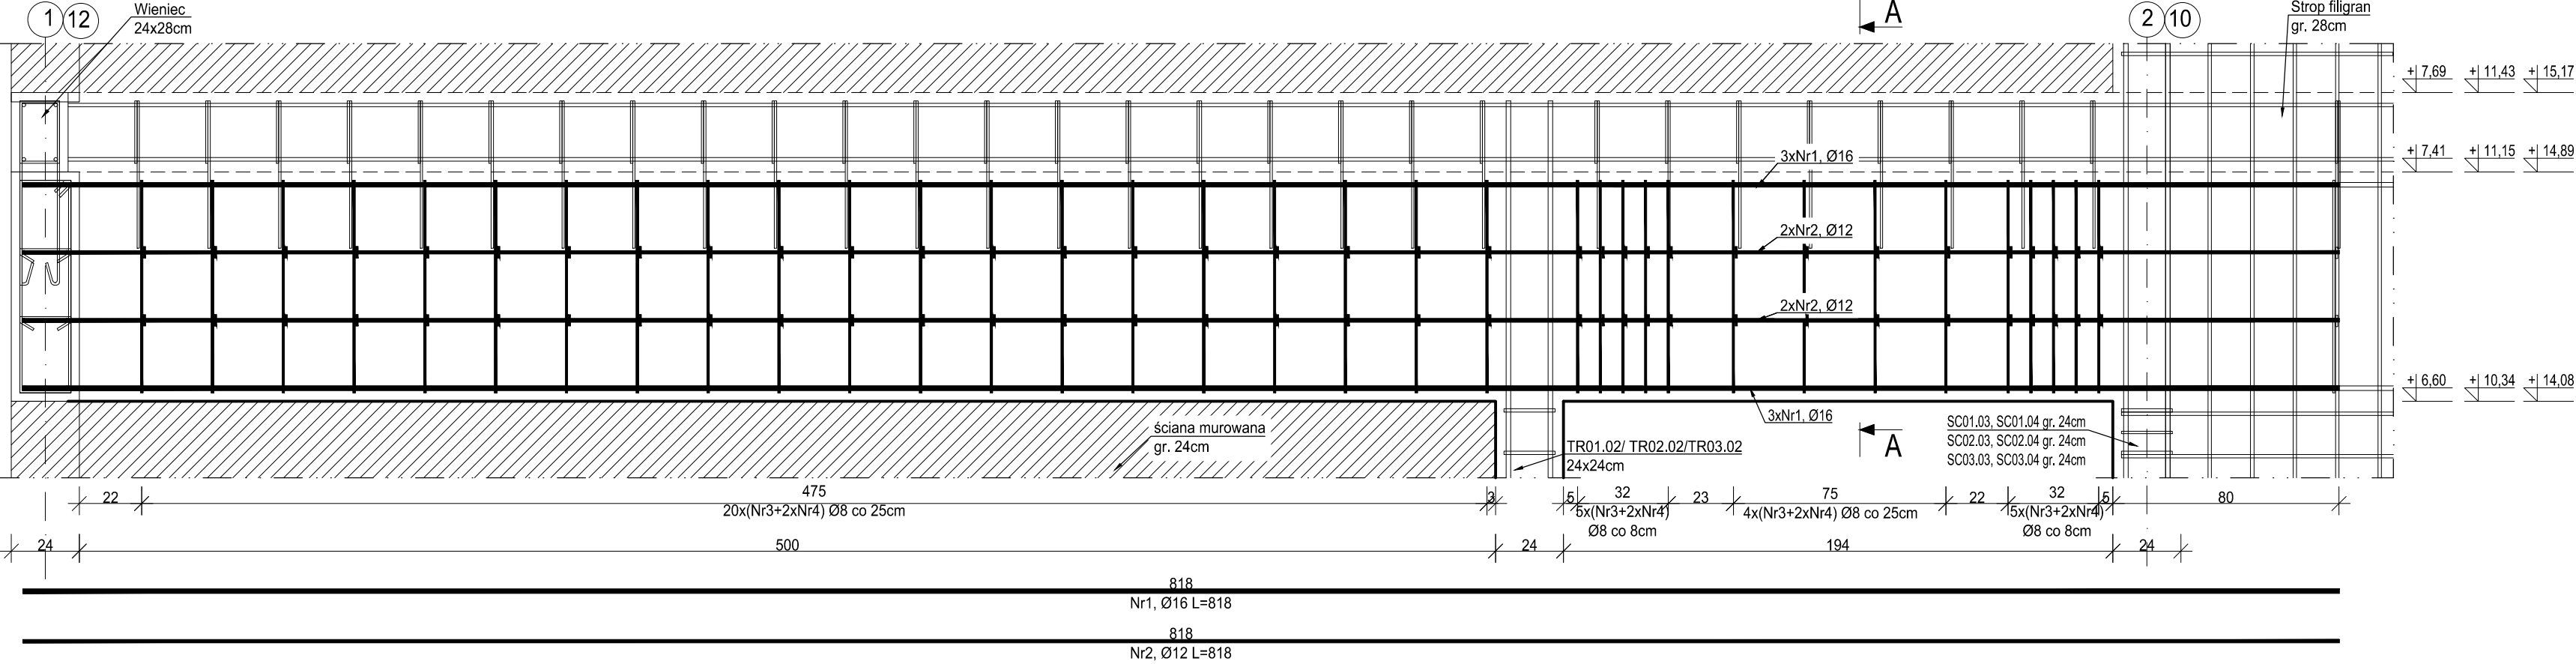 1 12
Wieniec
24x28cm
A
2 10
Strop filigran
gr. 28cm
+ 7,69 + 11,43 + 15,17
+ 7,41 + 11,15 + 14,89
3xNr1, Ø16
2xNr2, Ø12
2xNr2, Ø12
+ 6,60 + 10,34 + 14,08
3xNr1, Ø16
ściana murowana
gr. 24cm
TR01.02/ TR02.02/TR03.02
24x24cm
A
SC01.03, SC01.04 gr. 24cm
SC02.03, SC02.04 gr. 24cm
SC03.03, SC03.04 gr. 24cm
22 475 3 5 32 23 75 22 32 5 80
20x(Nr3+2xNr4) Ø8 co 25cm
5x(Nr3+2xNr4)
Ø8 co 8cm
4x(Nr3+2xNr4) Ø8 co 25cm
5x(Nr3+2xNr4)
Ø8 co 8cm
24 500 24 194 24
818
Nr1, Ø16 L=818
818
Nr2, Ø12 L=818